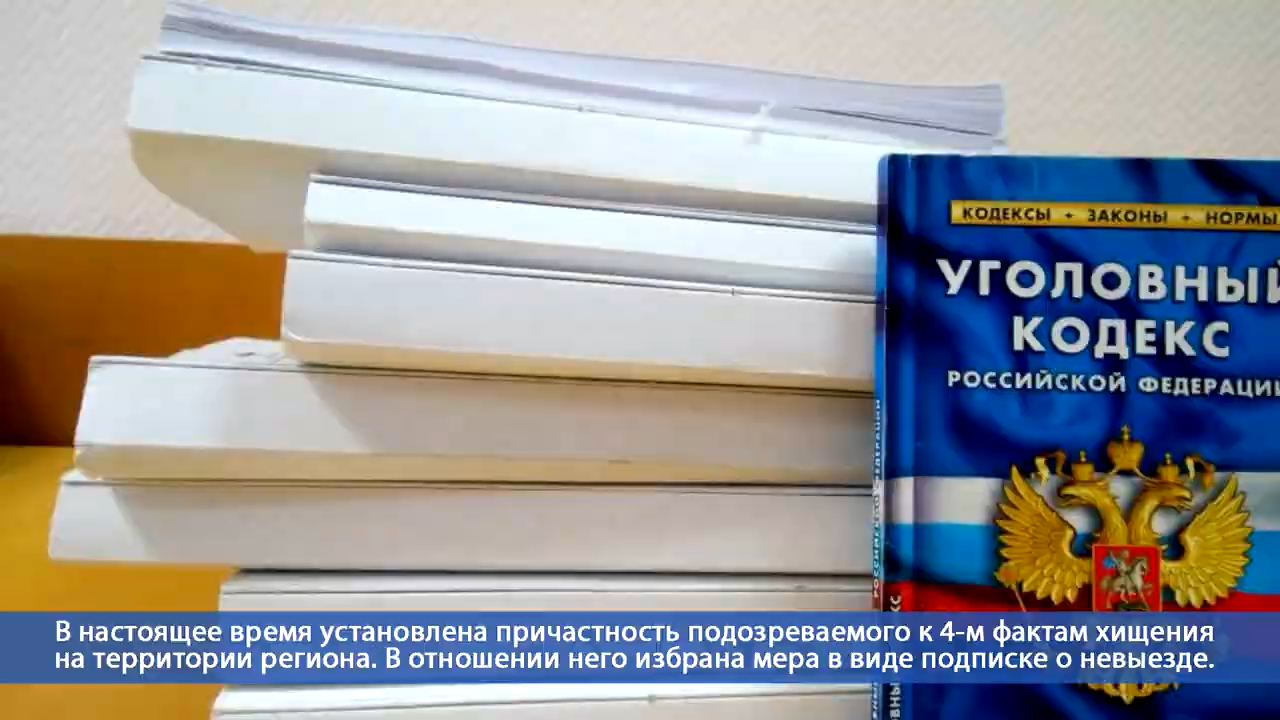 КОДЕКСЫ + ЗАКОНЫ + НОРМЫ
УГОЛОВНЫЙ
КОДЕКС
РОССИЙСКОЙ ФЕДЕРАЦИИ
В настоящее время установлена причастность подозреваемого к 4-м фактам хищения
на территории региона. В отношении него избрана мера в виде подписке о невыезде.